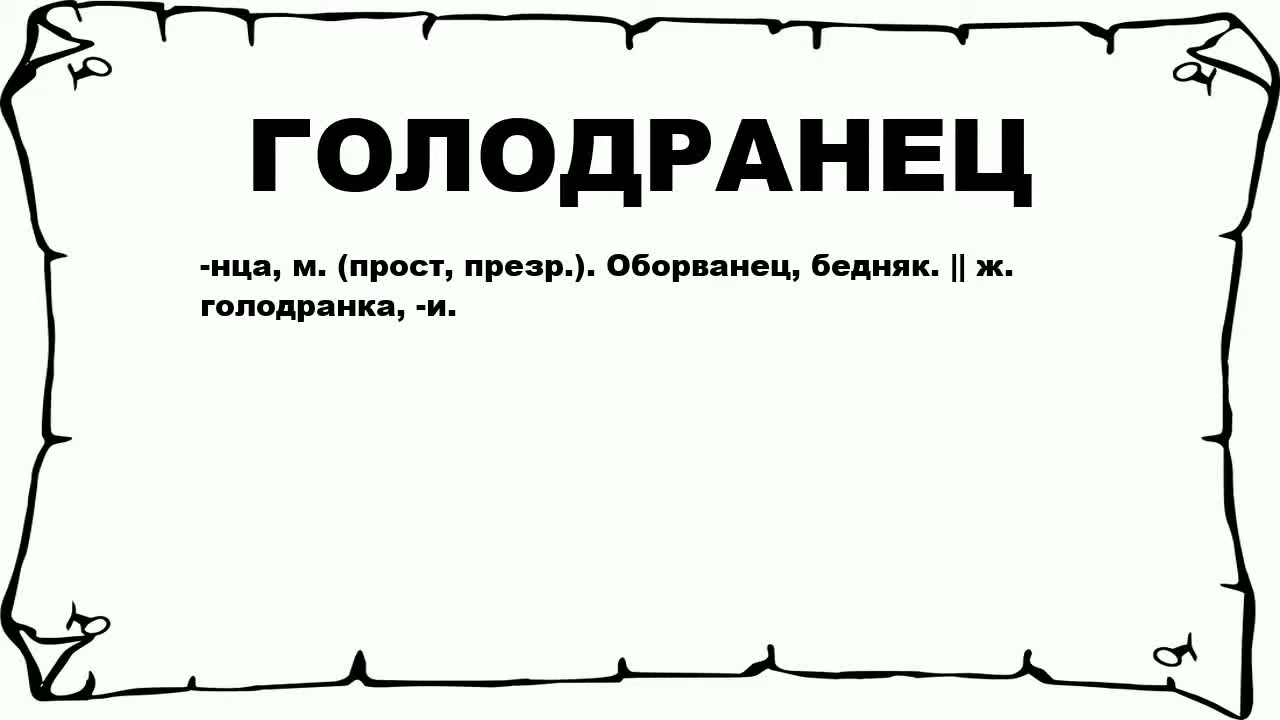 ГОЛОДРАНЕЦ
-нца, м. (прост, презр.). Оборванец, бедняк. || ж.
голодранка, -и.